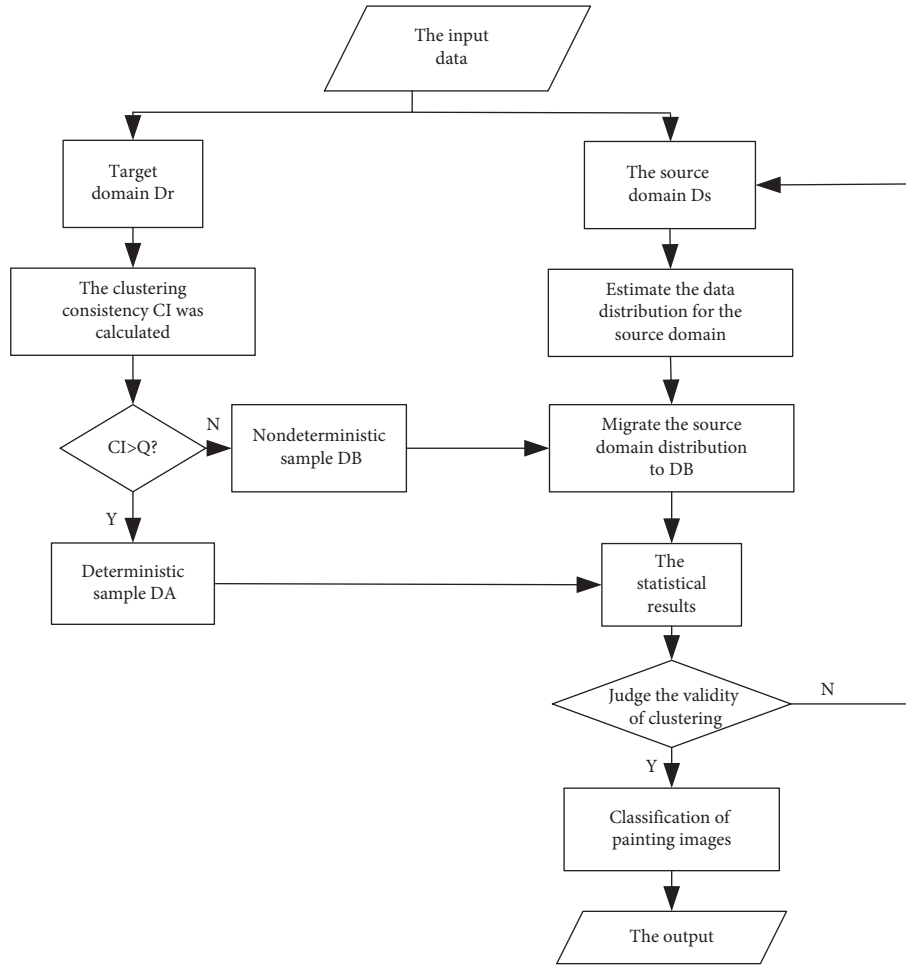 The input
data
Target
domain Dr
The source
domain Ds
The clustering
consistency CI was
calculated
Estimate the data
distribution for the
source domain
CI>Q?
N
Nondeterministic
sample DB
Migrate the source
domain distribution
to DB
Y
Deterministic
sample DA
The
statistical
results
Judge the validity
of clustering
N
Y
Classification of
painting images
The output